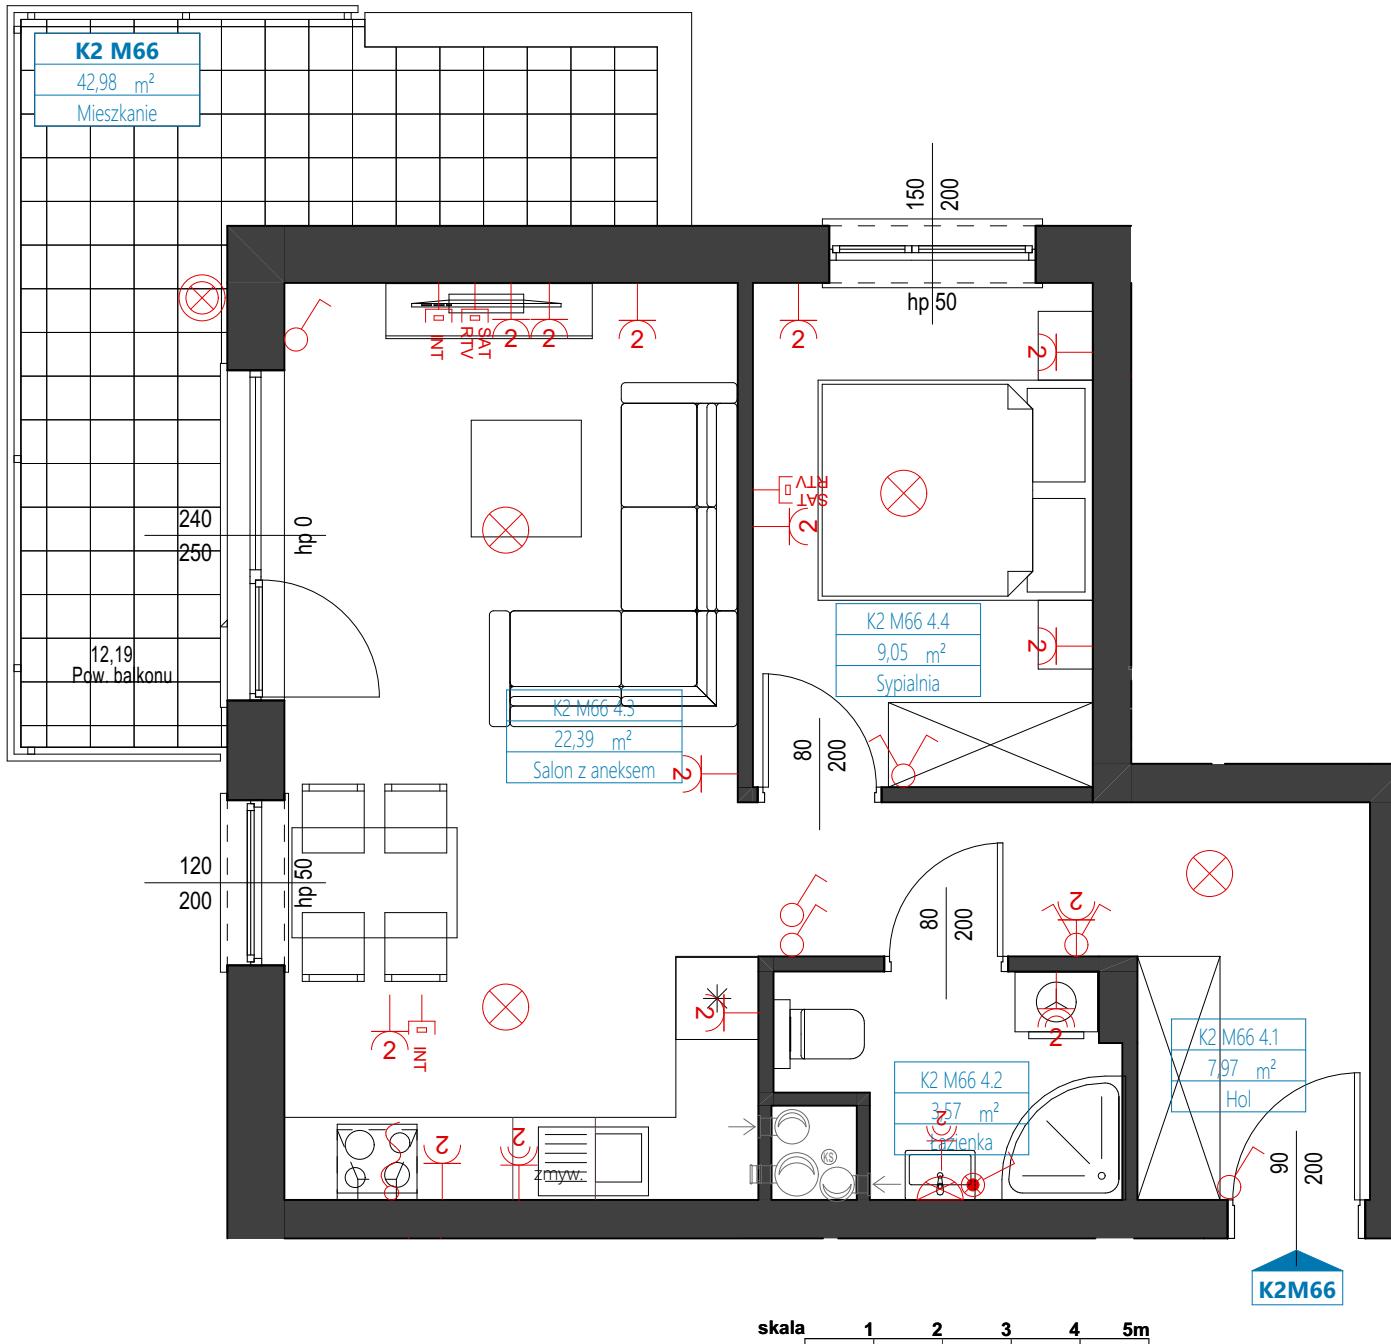 K2 M66
42,98 m²
Mieszkanie
150
200
hp 50
INT
RTV
SAT
2
2
2
2
2
RTV
SAT
2
240
250
hp 0
12,19
Pow. balkonu
K2 M66 4.4
9,05 m²
Sypialnia
2
K2 M66 4.3
22,39 m²
Salon z aneksem
2
80
200
120
200
hp 50
80
200
2
2
INT
2
2
K2 M66 4.1
7,97 m²
Hol
K2 M66 4.2
3,57 m²
Łazienka
2
2
2
zmyw.
KS
90
200
K2M66
skala 1 2 3 4 5m